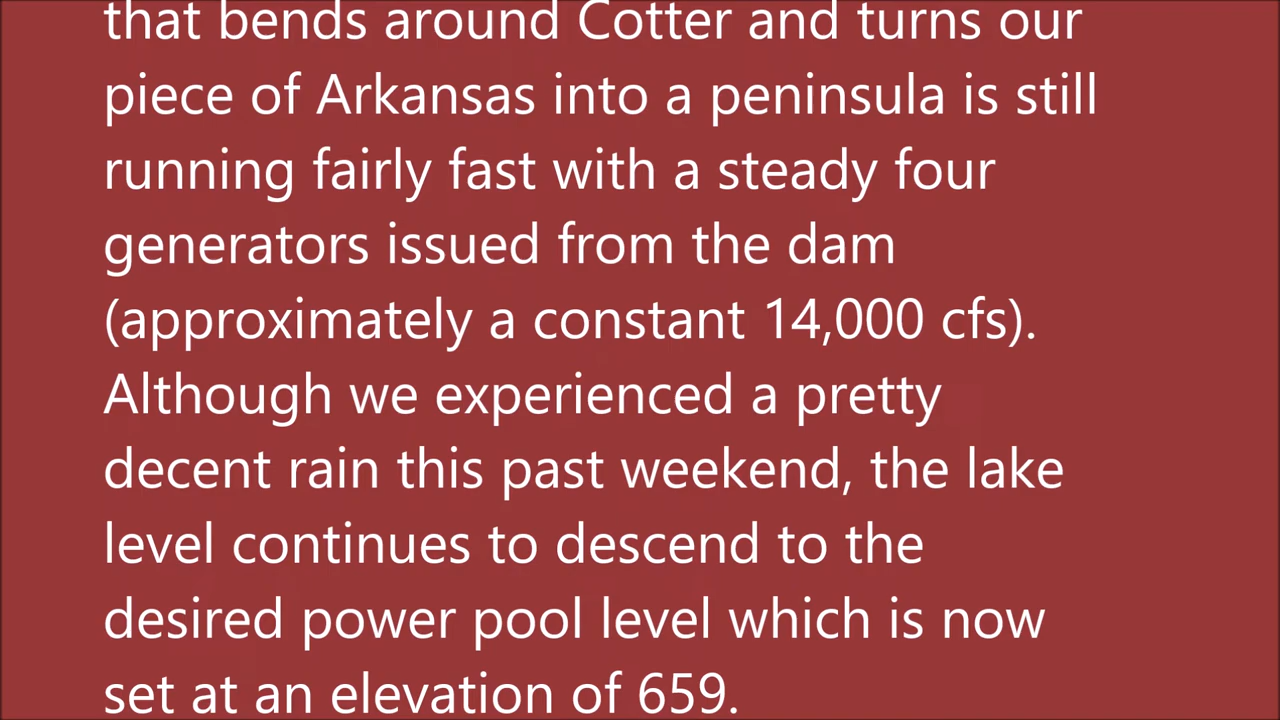 that bends around Cotter and turns our
piece of Arkansas into a peninsula is still
running fairly fast with a steady four
generators issued from the dam
(approximately a constant 14,000 cfs).
Although we experienced a pretty
decent rain this past weekend, the lake
level continues to descend to the
desired power pool level which is now
set at an elevation of 659.